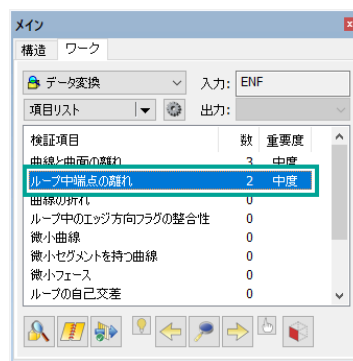 メイン
構造 ワーク
データ変換 入力: ENF
項目リスト 出力:
検証項目 数 重要度
曲線と曲面の離れ 3 中度
ループ中端点の離れ 2 中度
曲線の折れ 0
ループ中のエッジ方向フラグの整合性 0
微小曲線 0
微小セグメントを持つ曲線 0
微小フェース 0
ループの自己交差 0